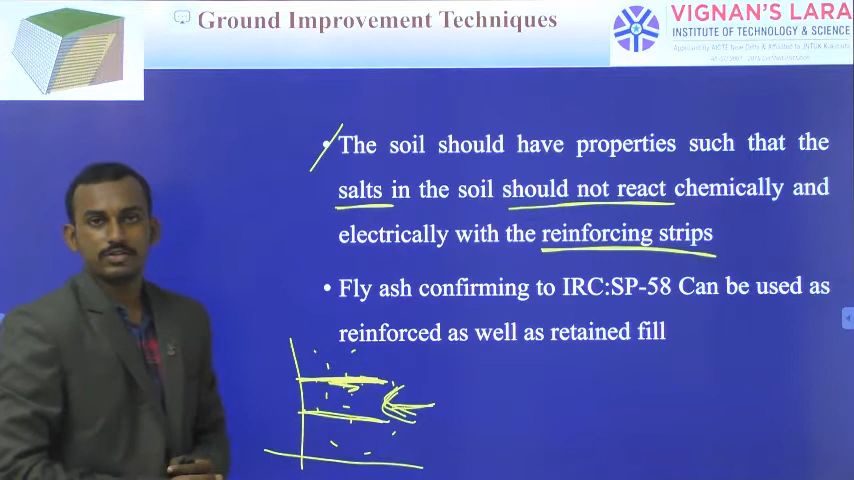 Ground Improvement Techniques
VIGNAN'S LARA
INSTITUTE OF TECHNOLOGY & SCIENCE
• The soil should have properties such that the
salts in the soil should not react chemically and
electrically with the reinforcing strips
• Fly ash confirming to IRC:SP-58 Can be used as
reinforced as well as retained fill